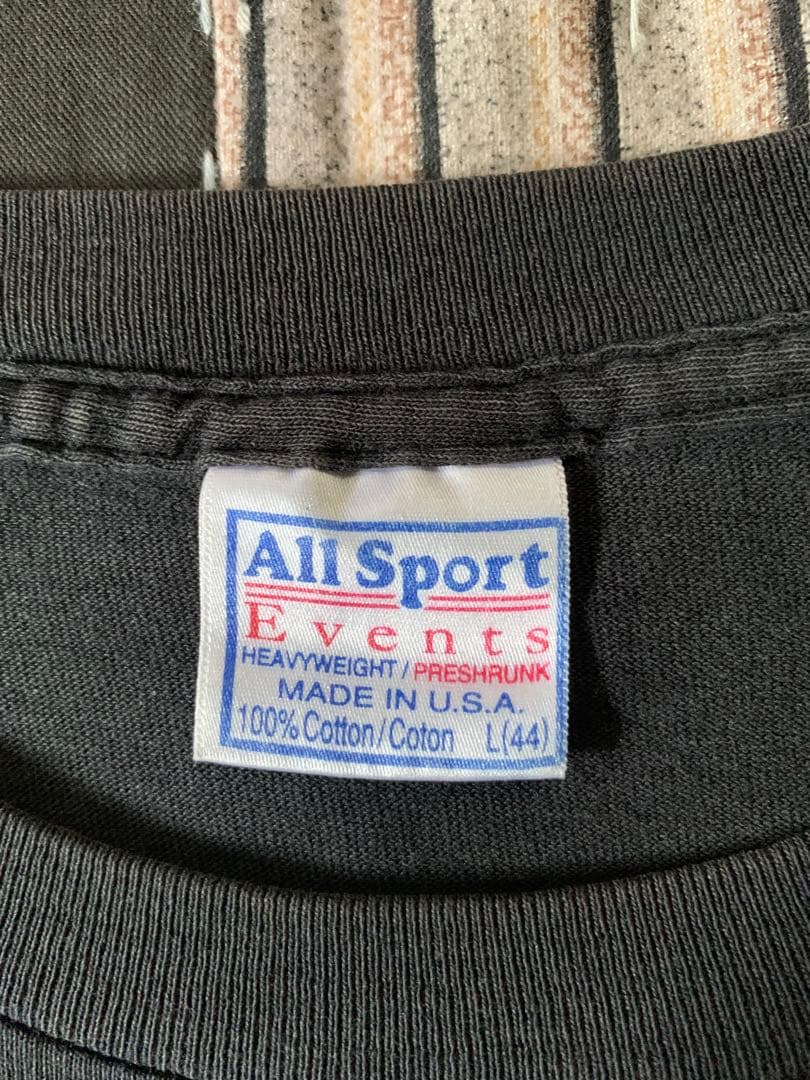 All Sport
Events
HEAVYWEIGHT/PRESHRUNK
MADE IN U.S.A.
100% Cotton/Coton L(44)